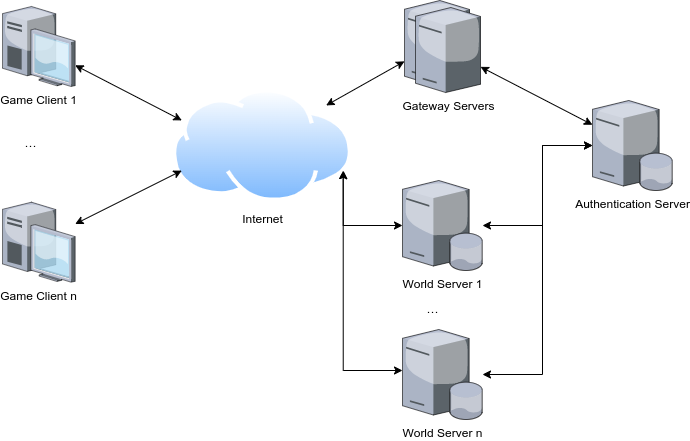 Game Client 1
...
Game Client n
Internet
Gateway Servers
Authentication Server
World Server 1
...
World Server n